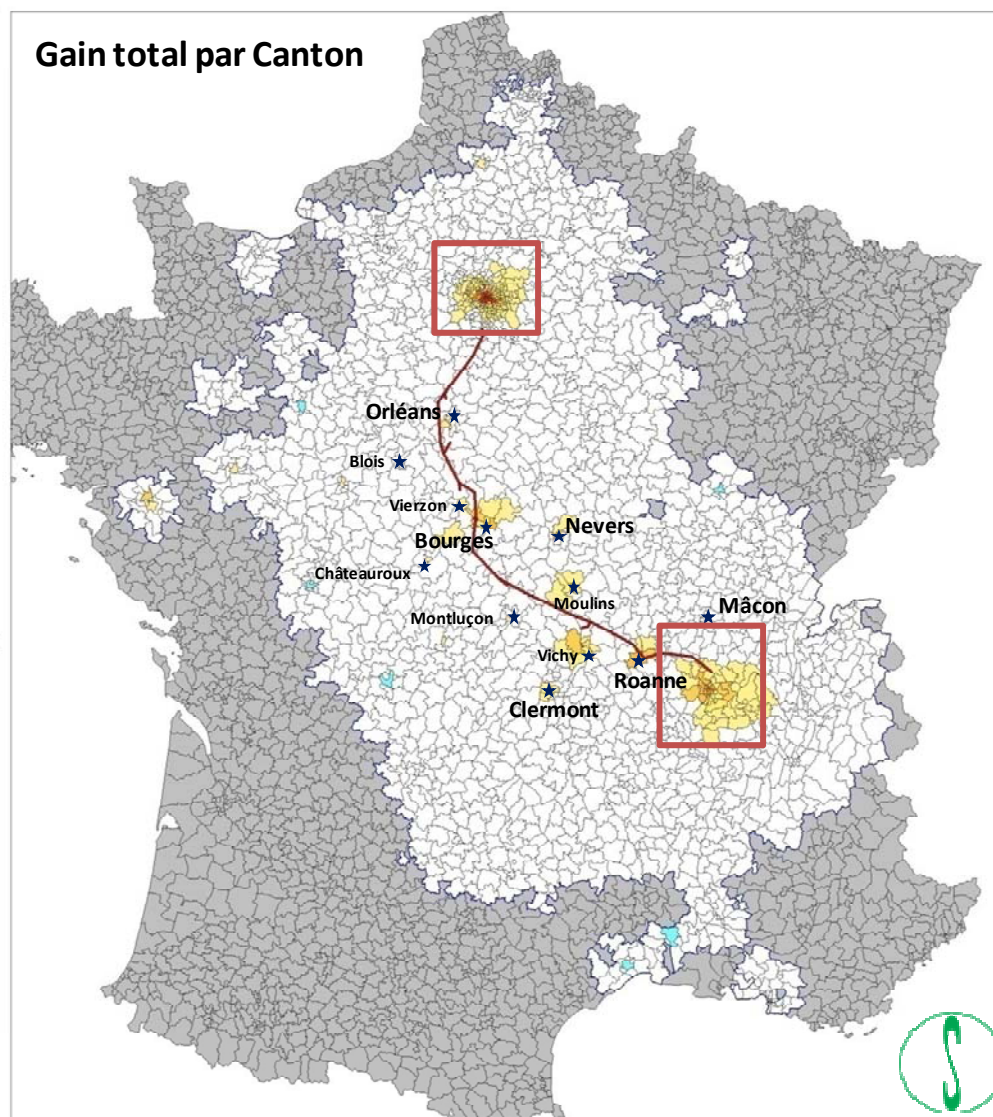 Gain total par Canton
Orléans
Blois
Vierzon
Nevers
Bourges
Châteauroux
Moulins
Mâcon
Montluçon
Vichy
Roanne
Clermont
S